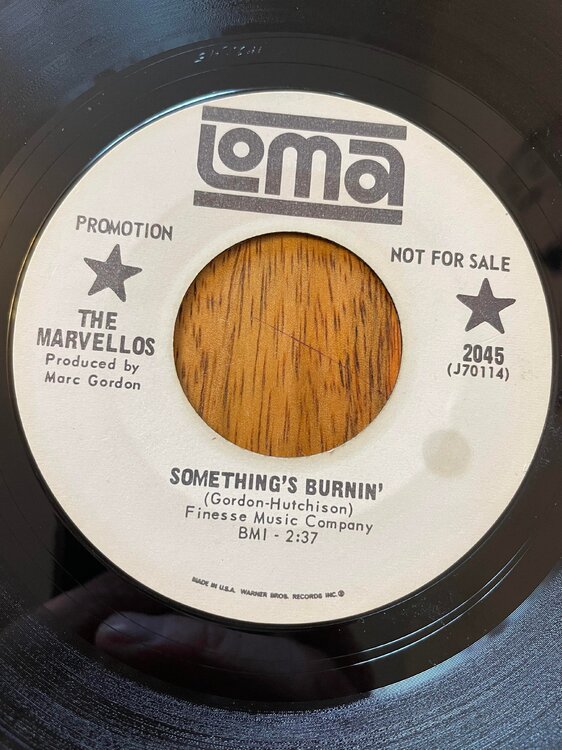 LOMA
PROMOTION
NOT FOR SALE
THE
MARVELLOS
Produced by
Marc Gordon
2045
(J70114)
SOMETHING'S BURNIN'
(Gordon-Hutchison)
Finesse Music Company
BMI - 2:37
MADE IN U.S.A. WARNER BROS. RECORDS INC.®